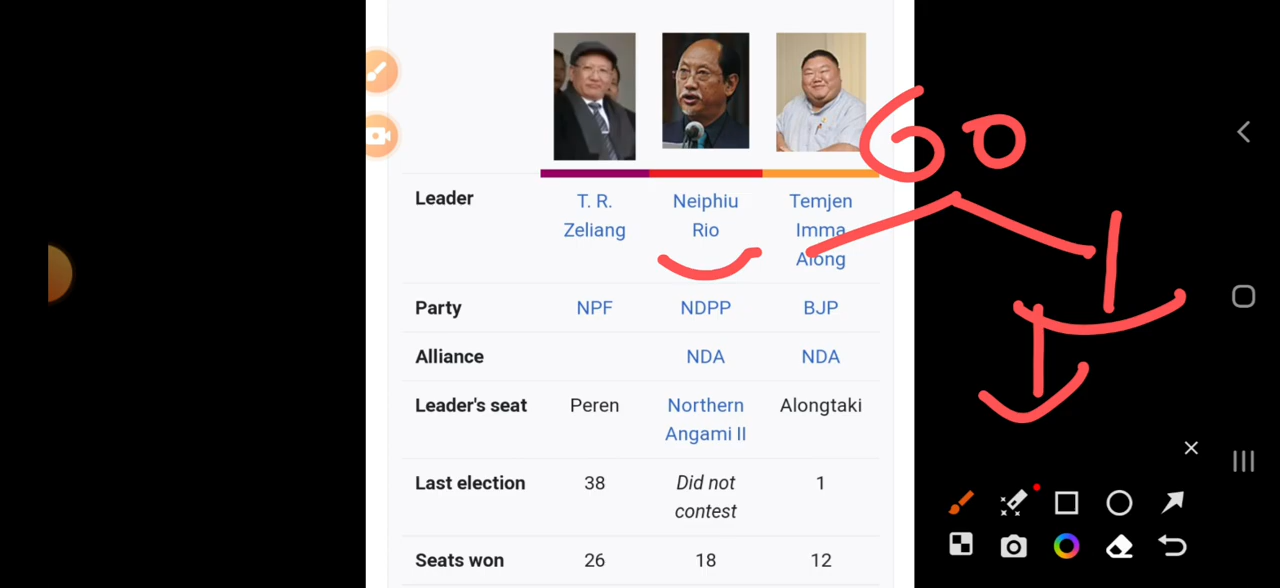 60
Leader T. R. Zeliang Neiphiu Rio Temjen Imma Along
Party NPF NDPP BJP
Alliance NDA NDA
Leader's seat Peren Northern Angami II Alongtaki
Last election 38 Did not contest 1
Seats won 26 18 12